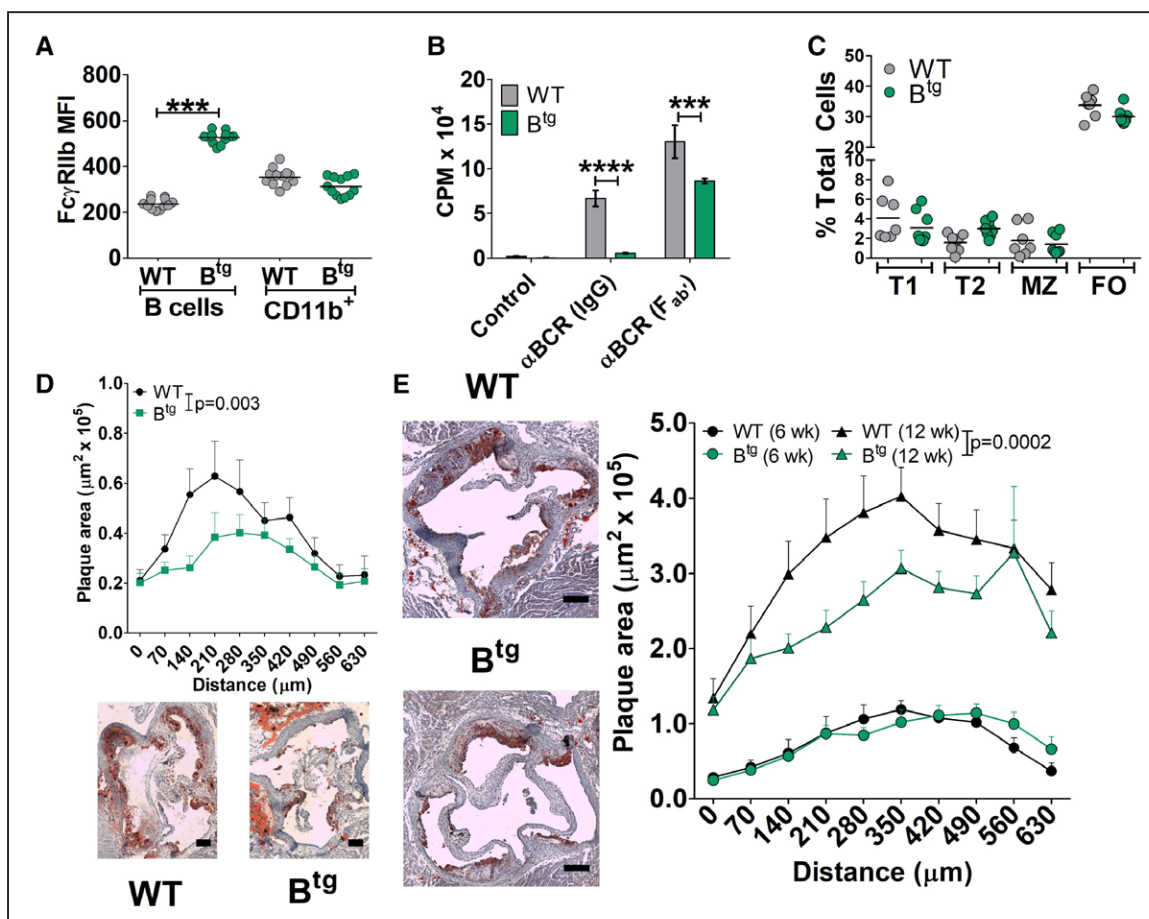 A
FcγRIIb MFI
800
600
400
200
0
***
WT Bᵗᵍ WT Bᵗᵍ
B cells CD11b⁺
B
CPM x 10⁴
20
15
10
5
0
WT
Bᵗᵍ
****
***
Control
αBCR (IgG)
αBCR (Fab')
C
% Total Cells
50
40
30
20
8
6
4
2
0
WT
Bᵗᵍ
T1 T2 MZ FO
D
Plaque area (µm² x 10⁵)
1.0
0.8
0.6
0.4
0.2
0.0
WT
Bᵗᵍ
p=0.003
0 70 140 210 280 350 420 490 560 630
Distance (µm)
WT Bᵗᵍ
E
WT
Bᵗᵍ
Plaque area (µm² x 10⁵)
5.0
4.0
3.0
2.0
1.0
0.0
WT (6 wk) WT (12 wk)
Bᵗᵍ (6 wk) Bᵗᵍ (12 wk)
p=0.0002
0 70 140 210 280 350 420 490 560 630
Distance (µm)